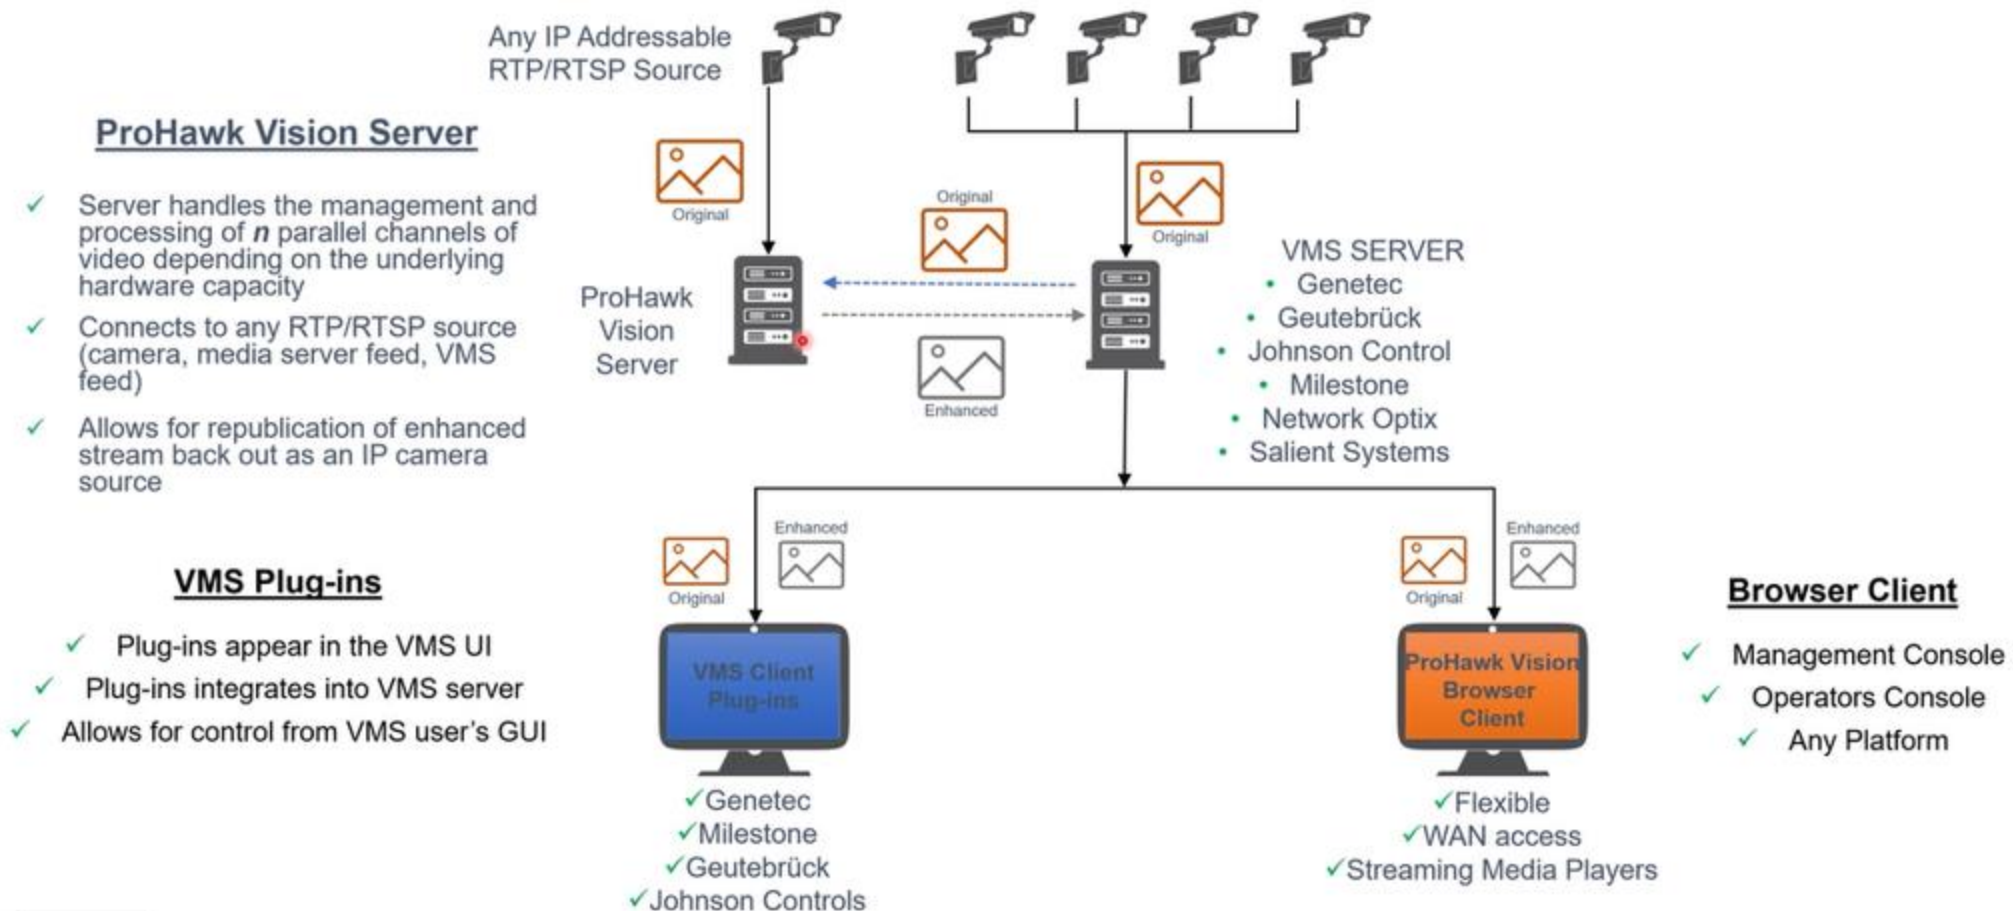 Any IP Addressable
RTP/RTSP Source
ProHawk Vision Server
✓ Server handles the management and
processing of n parallel channels of
video depending on the underlying
hardware capacity
✓ Connects to any RTP/RTSP source
(camera, media server feed, VMS
feed)
✓ Allows for republication of enhanced
stream back out as an IP camera
source
Original
Original
Original
ProHawk
Vision
Server
Enhanced
VMS SERVER
• Genetec
• Geutebrück
• Johnson Control
• Milestone
• Network Optix
• Salient Systems
VMS Plug-ins
✓ Plug-ins appear in the VMS UI
✓ Plug-ins integrates into VMS server
✓ Allows for control from VMS user's GUI
Enhanced
Original
VMS Client
Plug-ins
✓Genetec
✓Milestone
✓Geutebrück
✓Johnson Controls
Enhanced
Original
ProHawk Vision
Browser
Client
✓Flexible
✓WAN access
✓Streaming Media Players
Browser Client
✓ Management Console
✓ Operators Console
✓ Any Platform